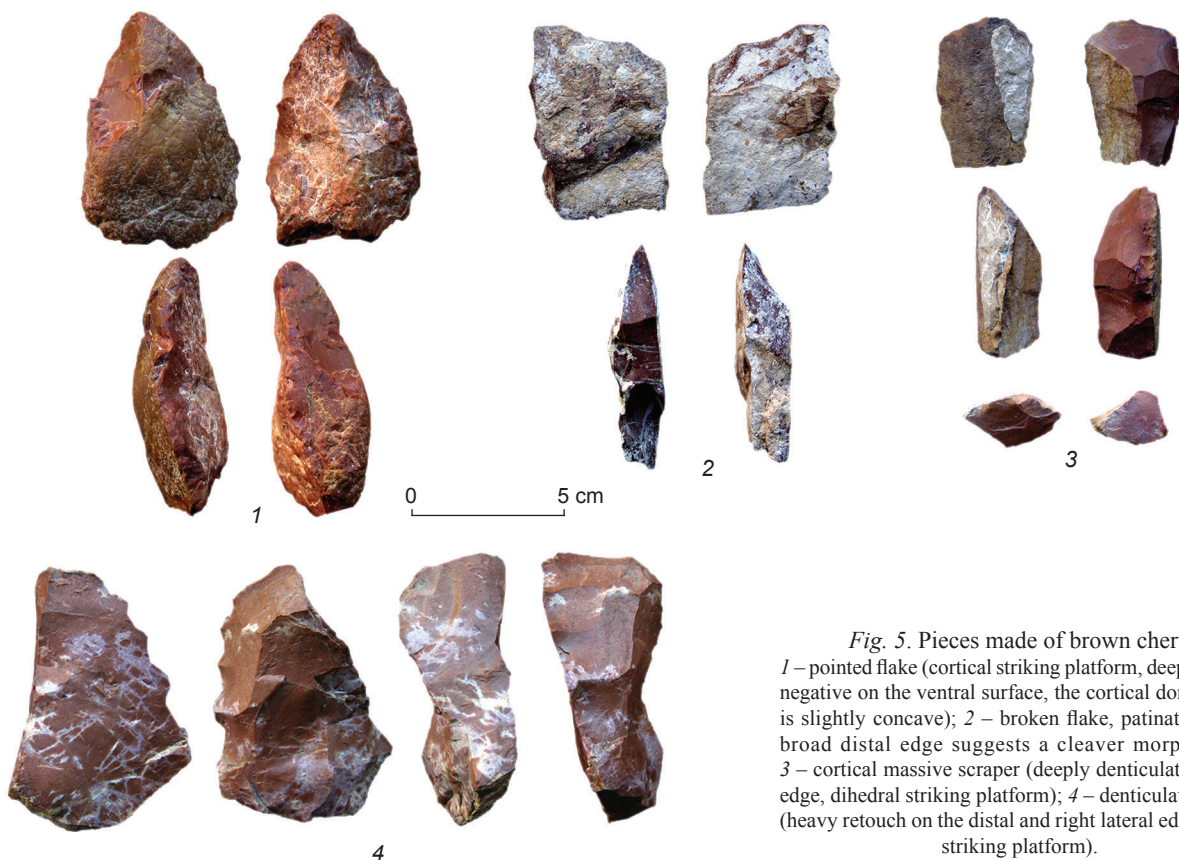 3
2
1
0 5 cm
Fig. 5. Pieces made of brown cher
1 – pointed flake (cortical striking platform, deep
negative on the ventral surface, the cortical dor
is slightly concave); 2 – broken flake, patinat
broad distal edge suggests a cleaver morp
3 – cortical massive scraper (deeply denticulat
edge, dihedral striking platform); 4 – denticulat
(heavy retouch on the distal and right lateral ed
striking platform).
4